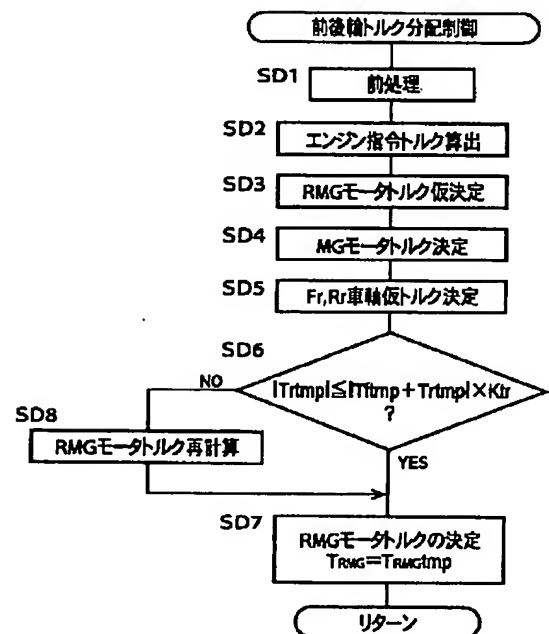 前後輪トルク分配制御
SD1
前処理
SD2
エンジン指令トルク算出
SD3
RMGモータトルク仮決定
SD4
MGモータトルク決定
SD5
Fr,Rr車軸仮トルク決定
SD6
|Trtmp|≦|Tftmp+Trtmp|×Ktr
?
NO
SD8
RMGモータトルク再計算
YES
SD7
RMGモータトルクの決定
TRMG=TRMGtmp
リターン